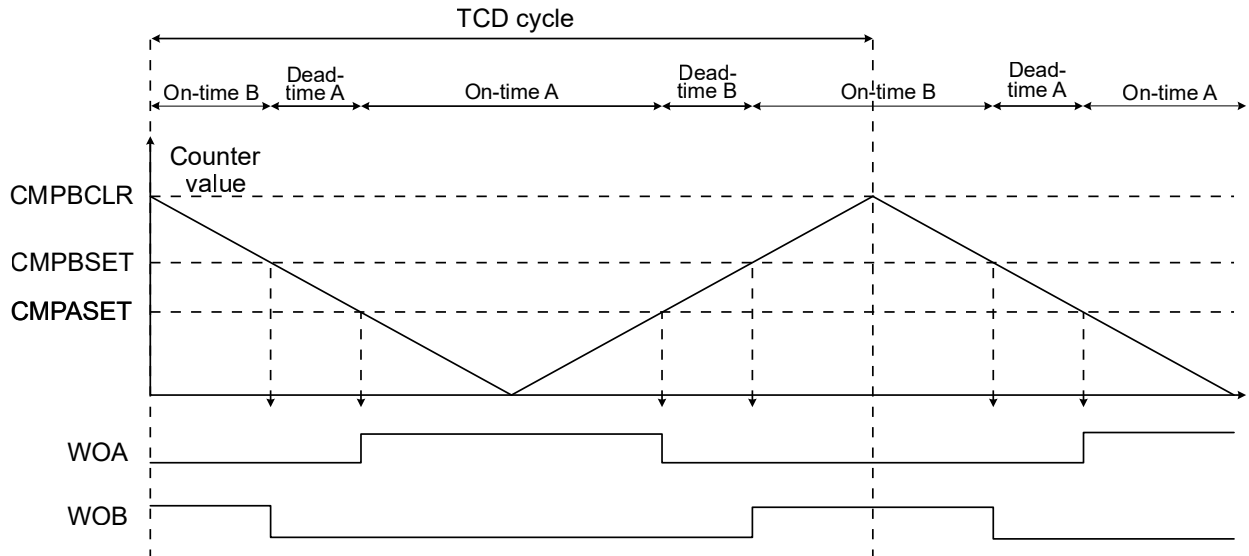 TCD cycle
On-time B
Dead-
time A
On-time A
Dead-
time B
On-time B
Dead-
time A
On-time A
Counter
value
CMPBCLR
CMPBSET
CMPASET
WOA
WOB